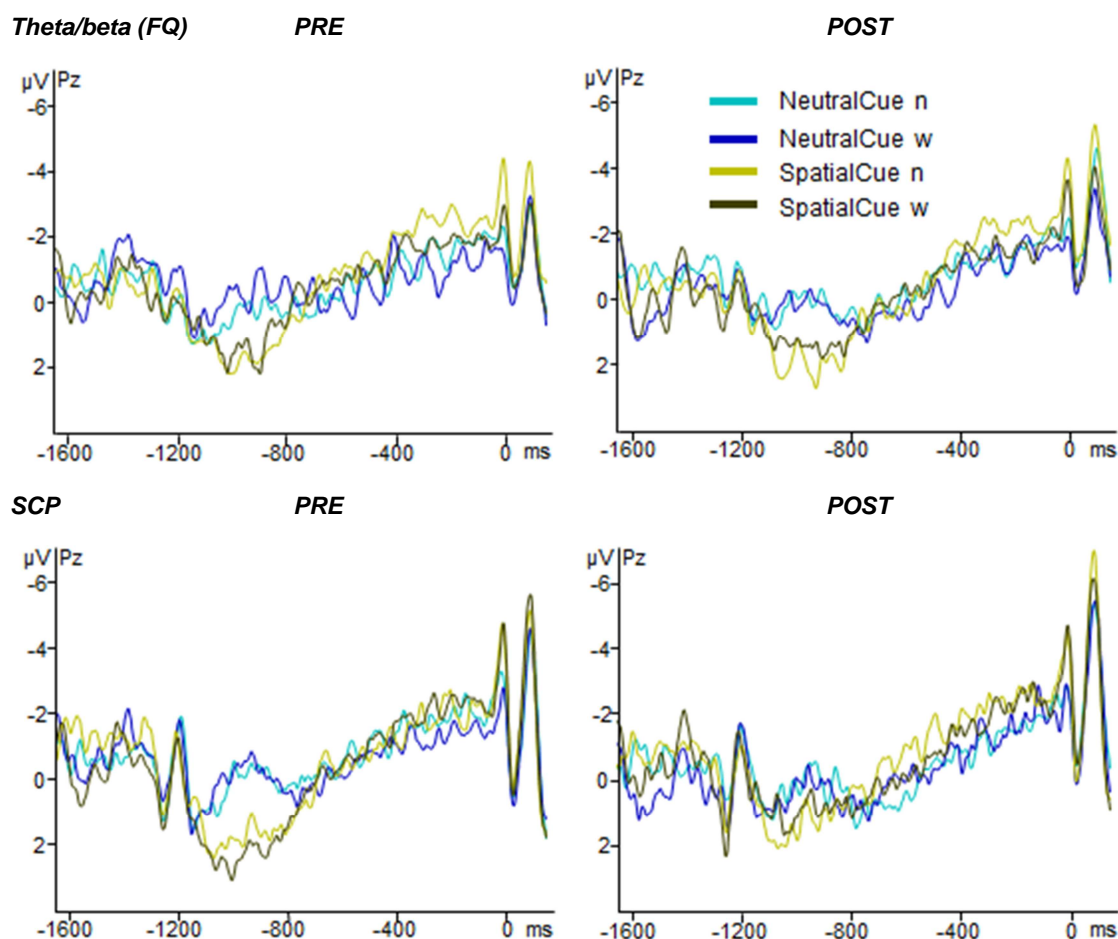 Theta/beta (FQ) PRE POST
µV Pz
-6
-4
-2
0
2
-1600 -1200 -800 -400 0 ms
µV Pz
-6
-4
-2
0
2
-1600 -1200 -800 -400 0 ms
NeutralCue n
NeutralCue w
SpatialCue n
SpatialCue w
SCP PRE POST
µV Pz
-6
-4
-2
0
2
-1600 -1200 -800 -400 0 ms
µV Pz
-6
-4
-2
0
2
-1600 -1200 -800 -400 0 ms